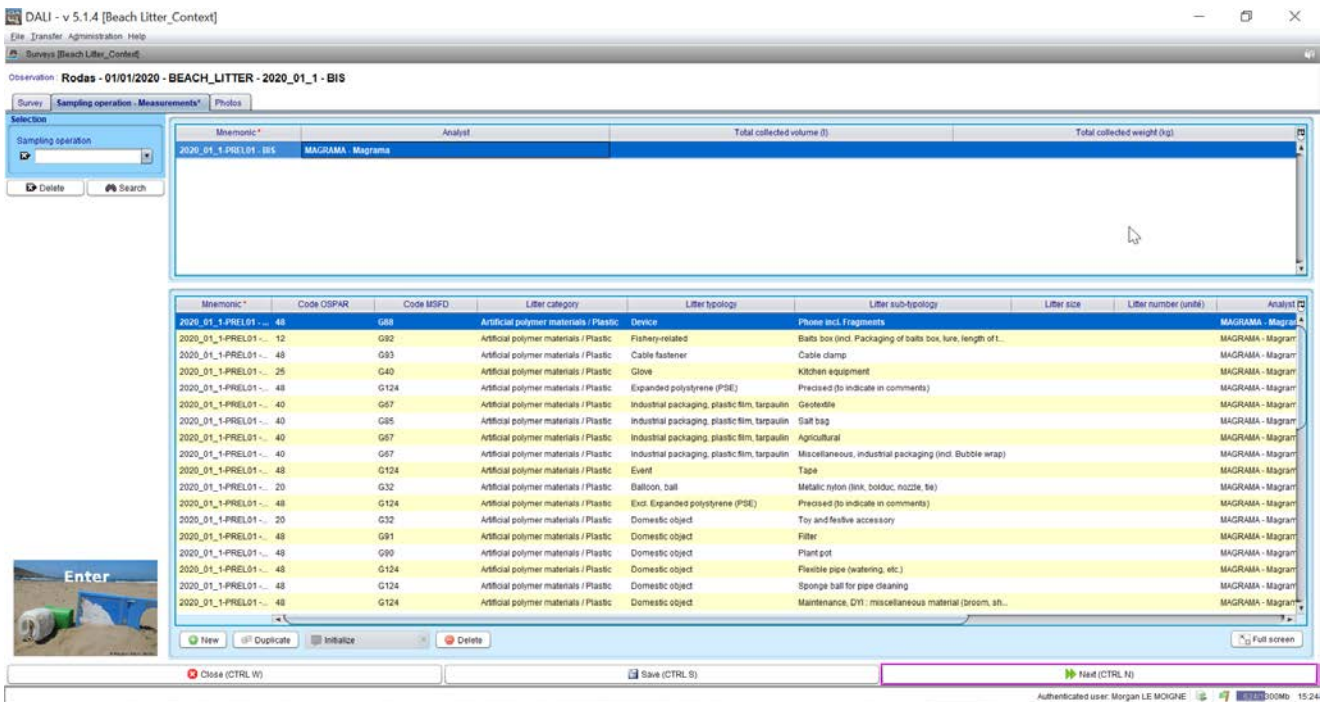 DALI - v 5.1.4 [Beach Litter_Context]
File Transfer Administration Help
Surveys [Beach Litter_Context]
Observation : Rodas - 01/01/2020 - BEACH_LITTER - 2020_01_1 - BIS
Survey Sampling operation - Measurements* Photos
Selection
Sampling operation
Delete Search
Mnemonic * Analyst Total collected volume (l) Total collected weight (kg)
2020_01_1-PREL01 - BIS MAGRAMA - Magrama
Mnemonic * Code OSPAR Code MSFD Litter category Litter typology Litter sub-typology Litter size Litter number (unité) Analyst
2020_01_1-PREL01 -... 48 G88 Artificial polymer materials / Plastic Device Phone incl. Fragments MAGRAMA - Magram
2020_01_1-PREL01 -... 12 G92 Artificial polymer materials / Plastic Fishery-related Baits box (incl. Packaging of baits box, lure, length of t... MAGRAMA - Magram
2020_01_1-PREL01 -... 48 G93 Artificial polymer materials / Plastic Cable fastener Cable clamp MAGRAMA - Magram
2020_01_1-PREL01 -... 25 G40 Artificial polymer materials / Plastic Glove Kitchen equipment MAGRAMA - Magram
2020_01_1-PREL01 -... 48 G124 Artificial polymer materials / Plastic Expanded polystyrene (PSE) Precised (to indicate in comments) MAGRAMA - Magram
2020_01_1-PREL01 -... 40 G67 Artificial polymer materials / Plastic Industrial packaging, plastic film, tarpaulin Geotextile MAGRAMA - Magram
2020_01_1-PREL01 -... 40 G85 Artificial polymer materials / Plastic Industrial packaging, plastic film, tarpaulin Salt bag MAGRAMA - Magram
2020_01_1-PREL01 -... 40 G67 Artificial polymer materials / Plastic Industrial packaging, plastic film, tarpaulin Agricultural MAGRAMA - Magram
2020_01_1-PREL01 -... 40 G67 Artificial polymer materials / Plastic Industrial packaging, plastic film, tarpaulin Miscellaneous, industrial packaging (incl. Bubble wrap) MAGRAMA - Magram
2020_01_1-PREL01 -... 48 G124 Artificial polymer materials / Plastic Event Tape MAGRAMA - Magram
2020_01_1-PREL01 -... 20 G32 Artificial polymer materials / Plastic Balloon, ball Metalic nylon (link, bolduc, nozzle, tie) MAGRAMA - Magram
2020_01_1-PREL01 -... 48 G124 Artificial polymer materials / Plastic Excl. Expanded polystyrene (PSE) Precised (to indicate in comments) MAGRAMA - Magram
2020_01_1-PREL01 -... 20 G32 Artificial polymer materials / Plastic Domestic object Toy and festive accessory MAGRAMA - Magram
2020_01_1-PREL01 -... 48 G91 Artificial polymer materials / Plastic Domestic object Filter MAGRAMA - Magram
2020_01_1-PREL01 -... 48 G90 Artificial polymer materials / Plastic Domestic object Plant pot MAGRAMA - Magram
2020_01_1-PREL01 -... 48 G124 Artificial polymer materials / Plastic Domestic object Flexible pipe (watering, etc.) MAGRAMA - Magram
2020_01_1-PREL01 -... 48 G124 Artificial polymer materials / Plastic Domestic object Sponge ball for pipe cleaning MAGRAMA - Magram
2020_01_1-PREL01 -... 48 G124 Artificial polymer materials / Plastic Domestic object Maintenance, DYI : miscellaneous material (broom, sh... MAGRAMA - Magram
Enter
New Duplicate Initialize Delete Full screen
Close (CTRL W) Save (CTRL S) Next (CTRL N)
Authenticated user: Morgan LE MOIGNE 15:24